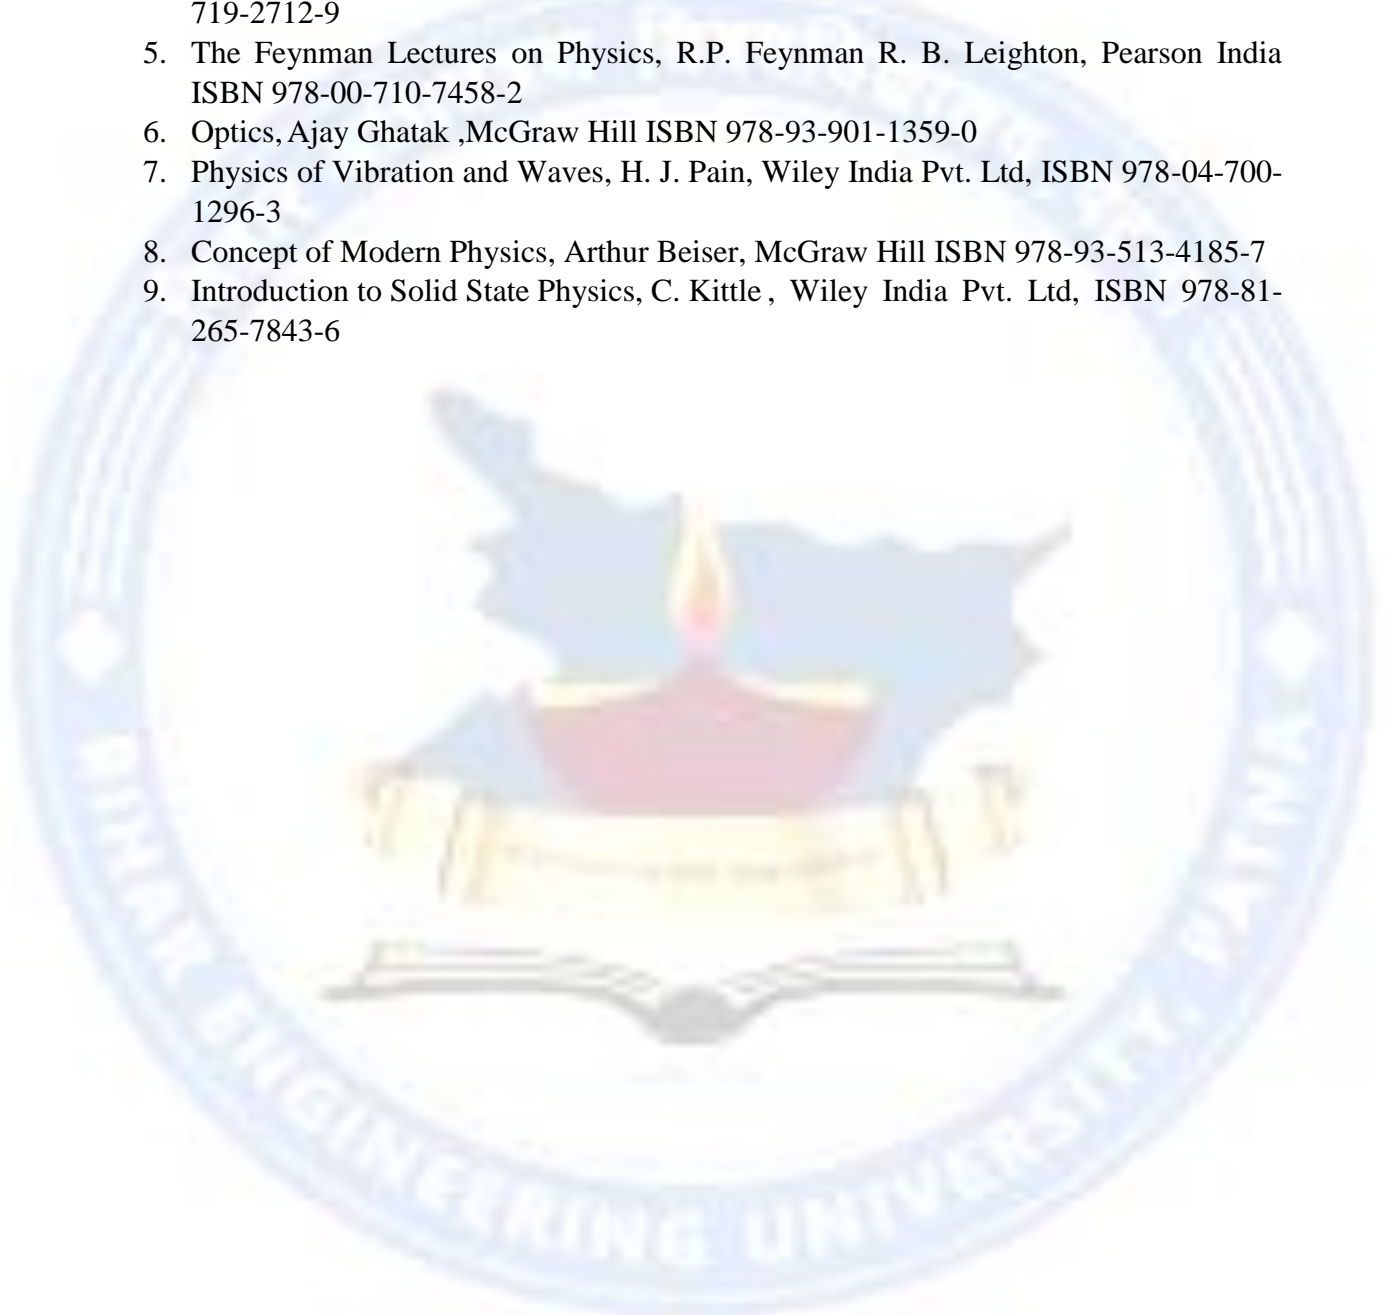 719-2712-9
5. The Feynman Lectures on Physics, R.P. Feynman R. B. Leighton, Pearson India
ISBN 978-00-710-7458-2
6. Optics, Ajay Ghatak ,McGraw Hill ISBN 978-93-901-1359-0
7. Physics of Vibration and Waves, H. J. Pain, Wiley India Pvt. Ltd, ISBN 978-04-700-
1296-3
8. Concept of Modern Physics, Arthur Beiser, McGraw Hill ISBN 978-93-513-4185-7
9. Introduction to Solid State Physics, C. Kittle , Wiley India Pvt. Ltd, ISBN 978-81-
265-7843-6
BIHAR ENGINEERING UNIVERSITY, PATNA